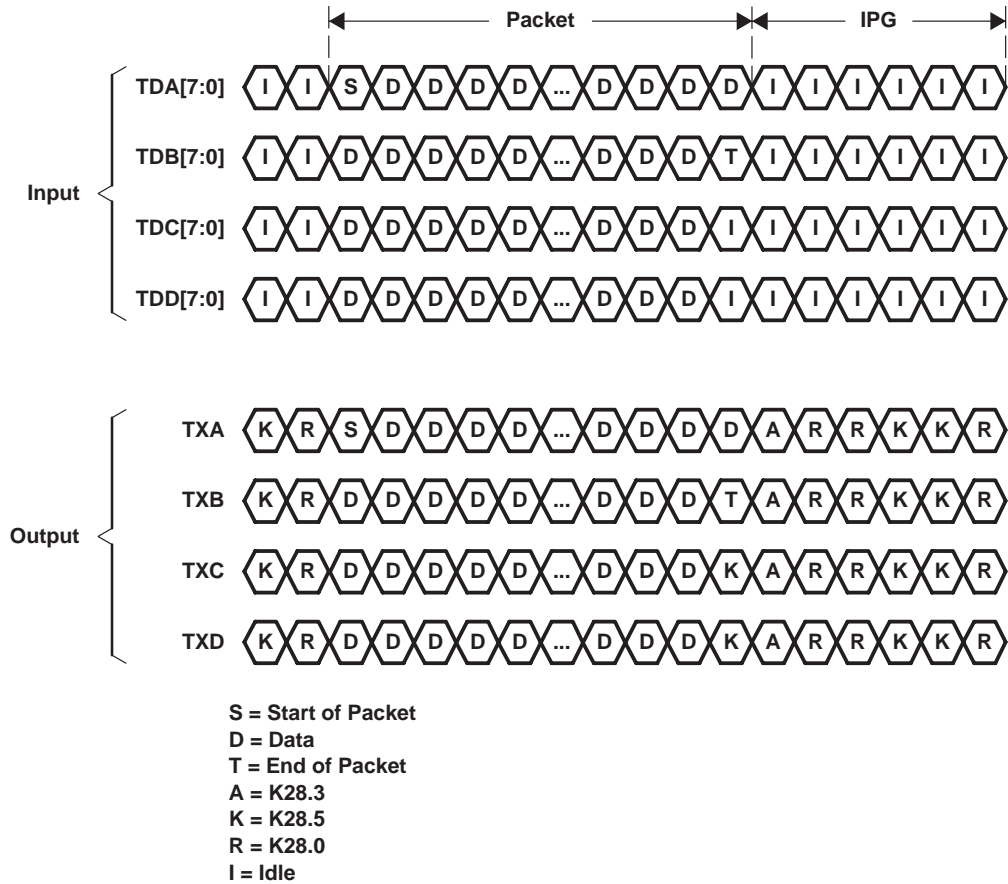 Packet IPG
TDA[7:0] I I S D D D D ... D D D D I I I I I I
TDB[7:0] I I D D D D D ... D D D T I I I I I I
Input
TDC[7:0] I I D D D D D ... D D D I I I I I I I
TDD[7:0] I I D D D D D ... D D D I I I I I I I
TXA K R S D D D D ... D D D D A R R K K R
TXB K R D D D D D ... D D D T A R R K K R
Output
TXC K R D D D D D ... D D D K A R R K K R
TXD K R D D D D D ... D D D K A R R K K R
S = Start of Packet
D = Data
T = End of Packet
A = K28.3
K = K28.5
R = K28.0
I = Idle